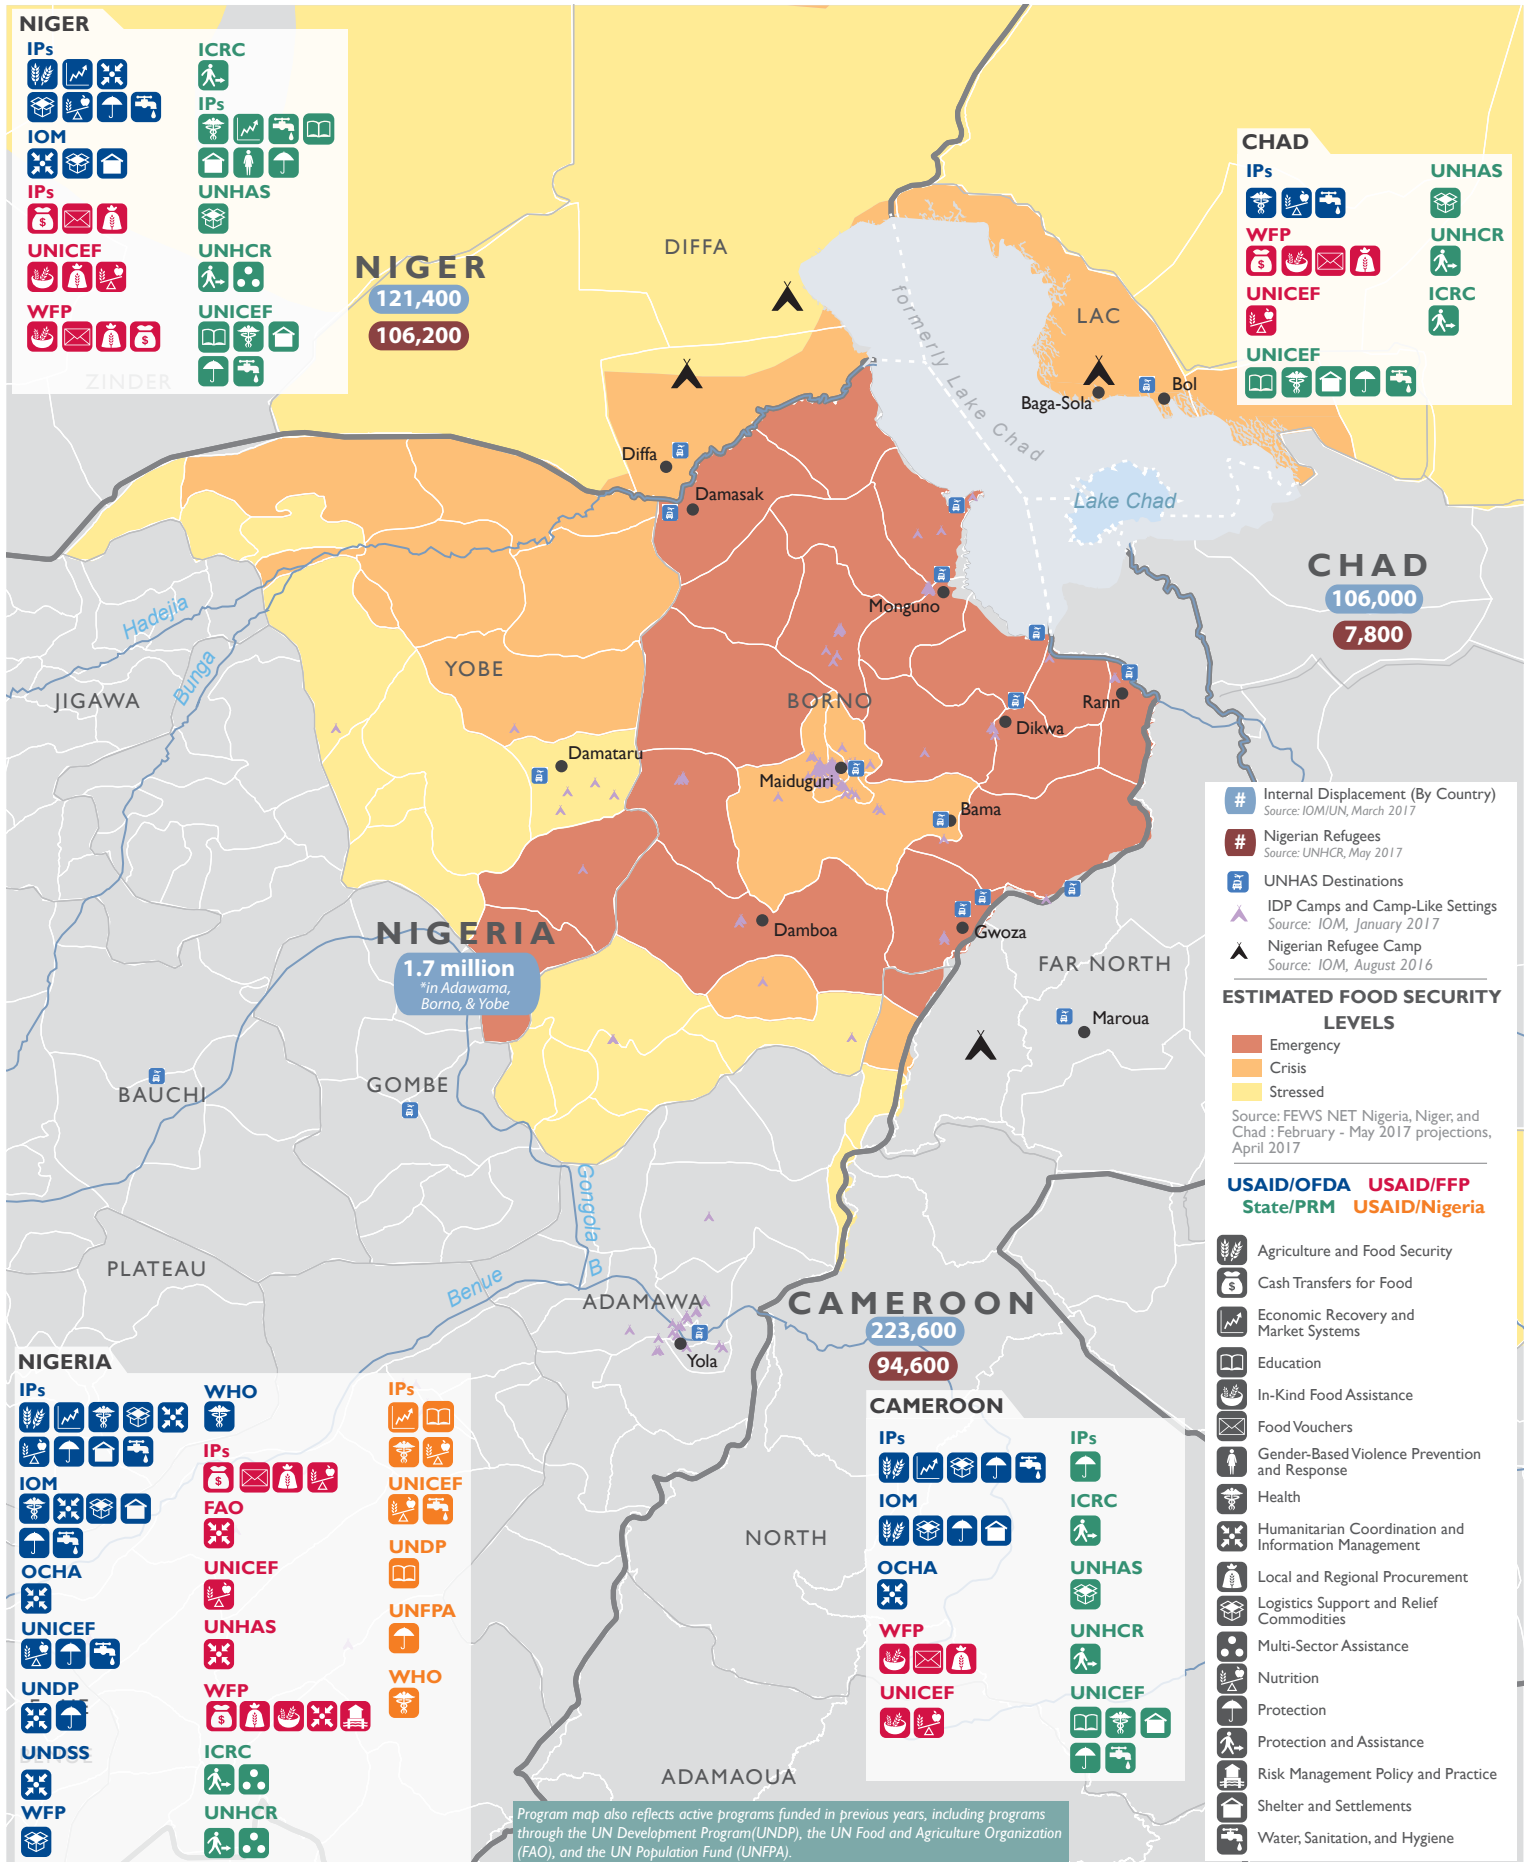 NIGER
IPs
IOM
IPs
UNICEF
WFP
ICRC
IPs
UNHAS
UNHCR
UNICEF
ZINDER
NIGER
121,400
106,200
DIFFA
formerly Lake Chad
LAC
Baga-Sola
Bol
CHAD
IPs
WFP
UNICEF
UNICEF
UNHAS
UNHCR
ICRC
Diffa
Damasak
Lake Chad
CHAD
106,000
7,800
Hadejia
Bunga
Monguno
JIGAWA
YOBE
BORNO
Rann
Dikwa
Damataru
Maiduguri
Bama
Damboa
Gwoza
NIGERIA
1.7 million
*in Adawama,
Borno, & Yobe
FAR NORTH
Maroua
BAUCHI
GOMBE
Gongola
B
PLATEAU
Benue
ADAMAWA
Yola
CAMEROON
223,600
94,600
NORTH
ADAMAOUA
# Internal Displacement (By Country)
Source: IOM/UN, March 2017
# Nigerian Refugees
Source: UNHCR, May 2017
UNHAS Destinations
IDP Camps and Camp-Like Settings
Source: IOM, January 2017
Nigerian Refugee Camp
Source: IOM, August 2016
ESTIMATED FOOD SECURITY
LEVELS
Emergency
Crisis
Stressed
Source: FEWS NET Nigeria, Niger, and
Chad : February - May 2017 projections,
April 2017
USAID/OFDA USAID/FFP
State/PRM USAID/Nigeria
Agriculture and Food Security
$ Cash Transfers for Food
Economic Recovery and
Market Systems
Education
In-Kind Food Assistance
Food Vouchers
Gender-Based Violence Prevention
and Response
Health
Humanitarian Coordination and
Information Management
Local and Regional Procurement
Logistics Support and Relief
Commodities
Multi-Sector Assistance
Nutrition
Protection
Protection and Assistance
Risk Management Policy and Practice
Shelter and Settlements
Water, Sanitation, and Hygiene
NIGERIA
IPs
IOM
OCHA
UNICEF
UNDP
UNDSS
WFP
WHO
IPs
FAO
UNICEF
UNHAS
WFP
ICRC
UNHCR
IPs
UNICEF
UNDP
UNFPA
WHO
CAMEROON
IPs
IOM
OCHA
WFP
UNICEF
IPs
ICRC
UNHAS
UNHCR
UNICEF
Program map also reflects active programs funded in previous years, including programs
through the UN Development Program(UNDP), the UN Food and Agriculture Organization
(FAO), and the UN Population Fund (UNFPA).